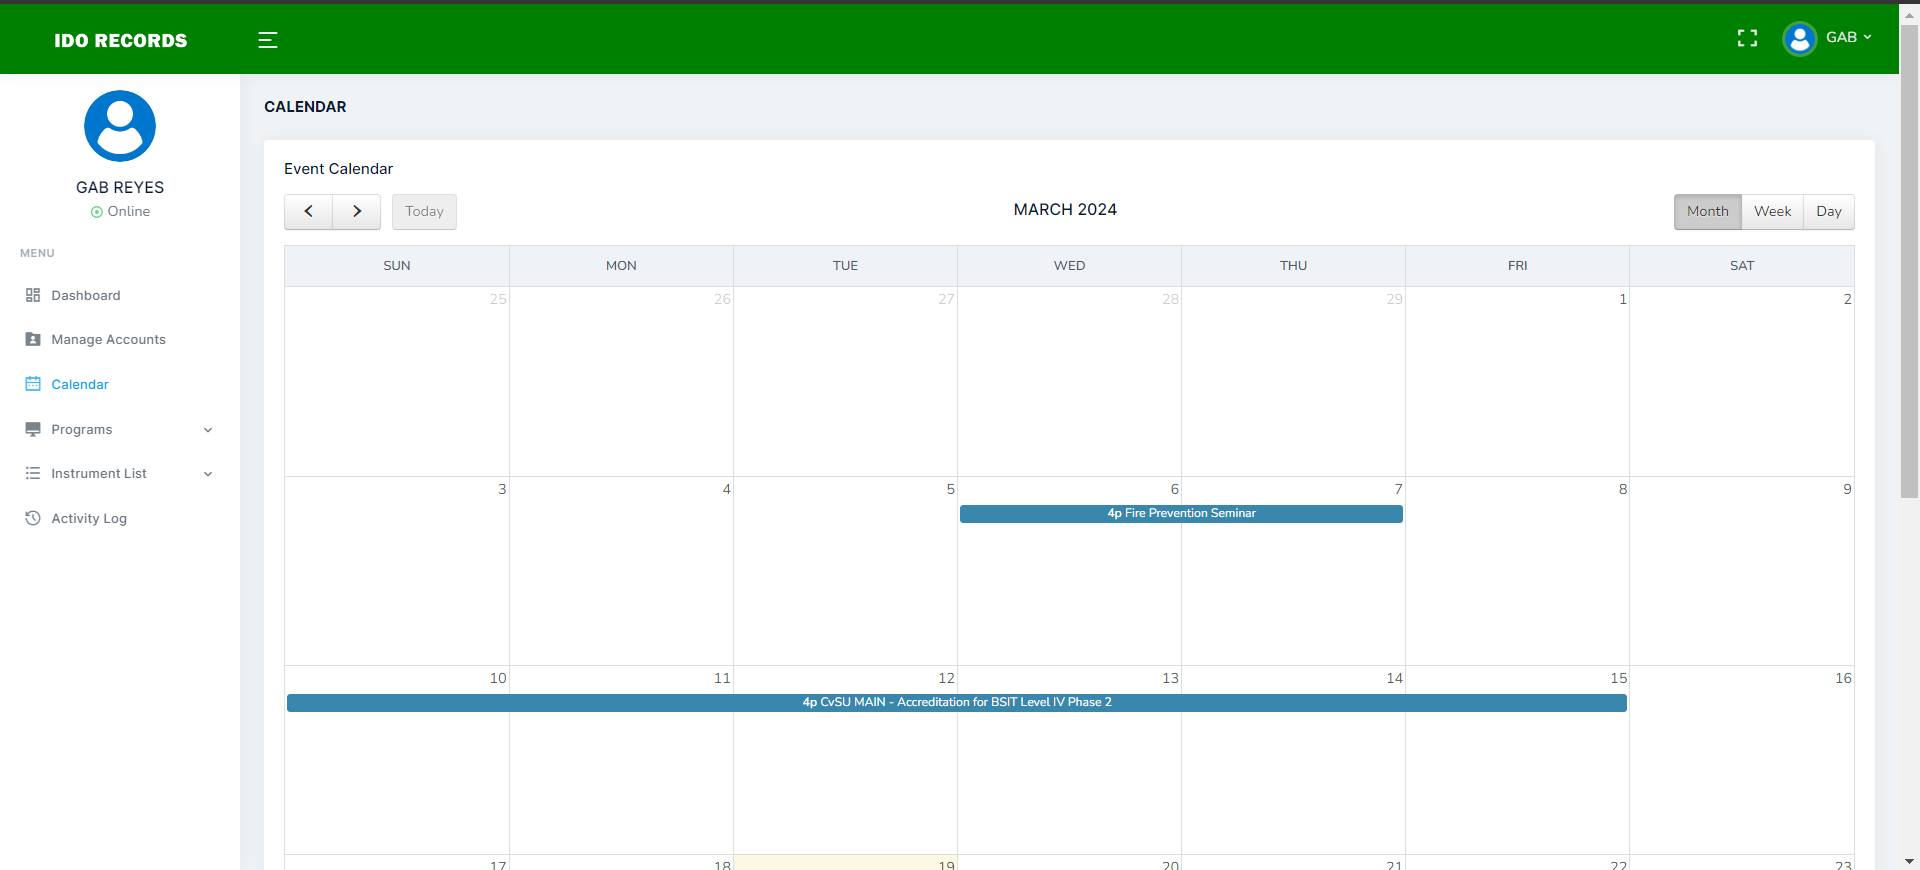 IDO RECORDS
GAB
GAB REYES
Online
MENU
Dashboard
Manage Accounts
Calendar
Programs
Instrument List
Activity Log
CALENDAR
Event Calendar
Today
MARCH 2024
Month Week Day
SUN MON TUE WED THU FRI SAT
25 26 27 28 29 1 2
3 4 5 6 7 8 9
4p Fire Prevention Seminar
10 11 12 13 14 15 16
4p CvSU MAIN - Accreditation for BSIT Level IV Phase 2
17 18 19 20 21 22 23